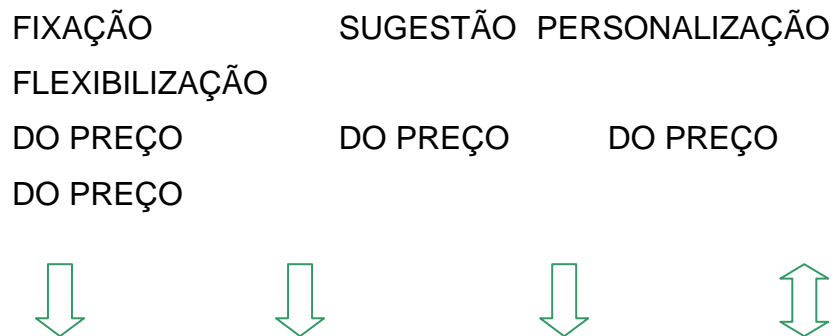 FIXAÇÃO SUGESTÃO PERSONALIZAÇÃO
FLEXIBILIZAÇÃO
DO PREÇO DO PREÇO DO PREÇO
DO PREÇO